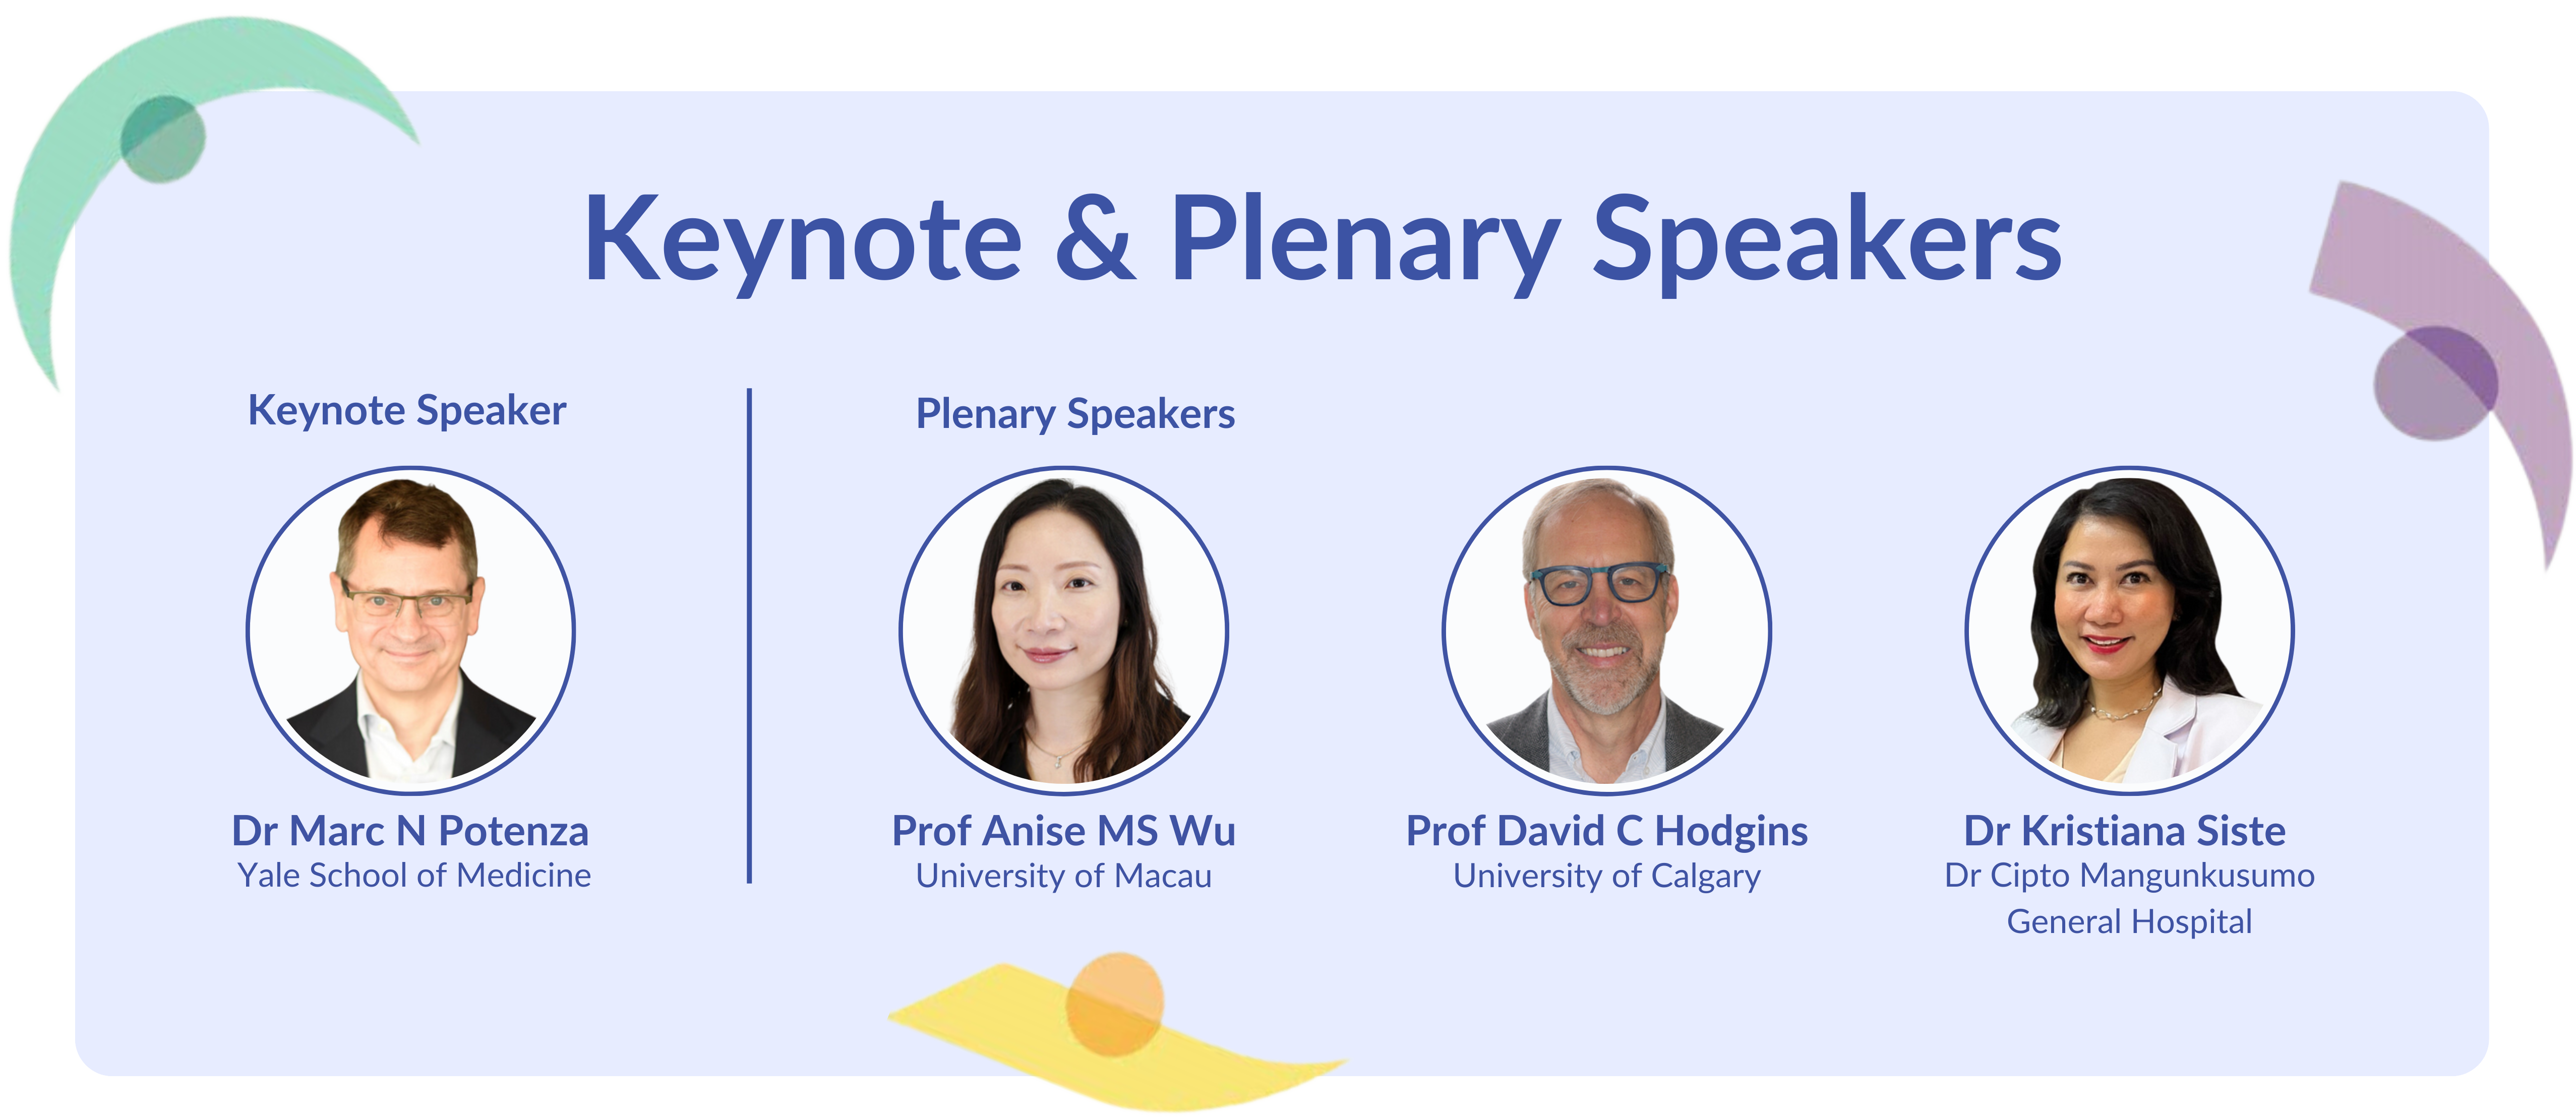 Keynote & Plenary Speakers
Keynote Speaker
Dr Marc N Potenza
Yale School of Medicine
Plenary Speakers
Prof Anise MS Wu
University of Macau
Prof David C Hodgins
University of Calgary
Dr Kristiana Siste
Dr Cipto Mangunkusumo
General Hospital